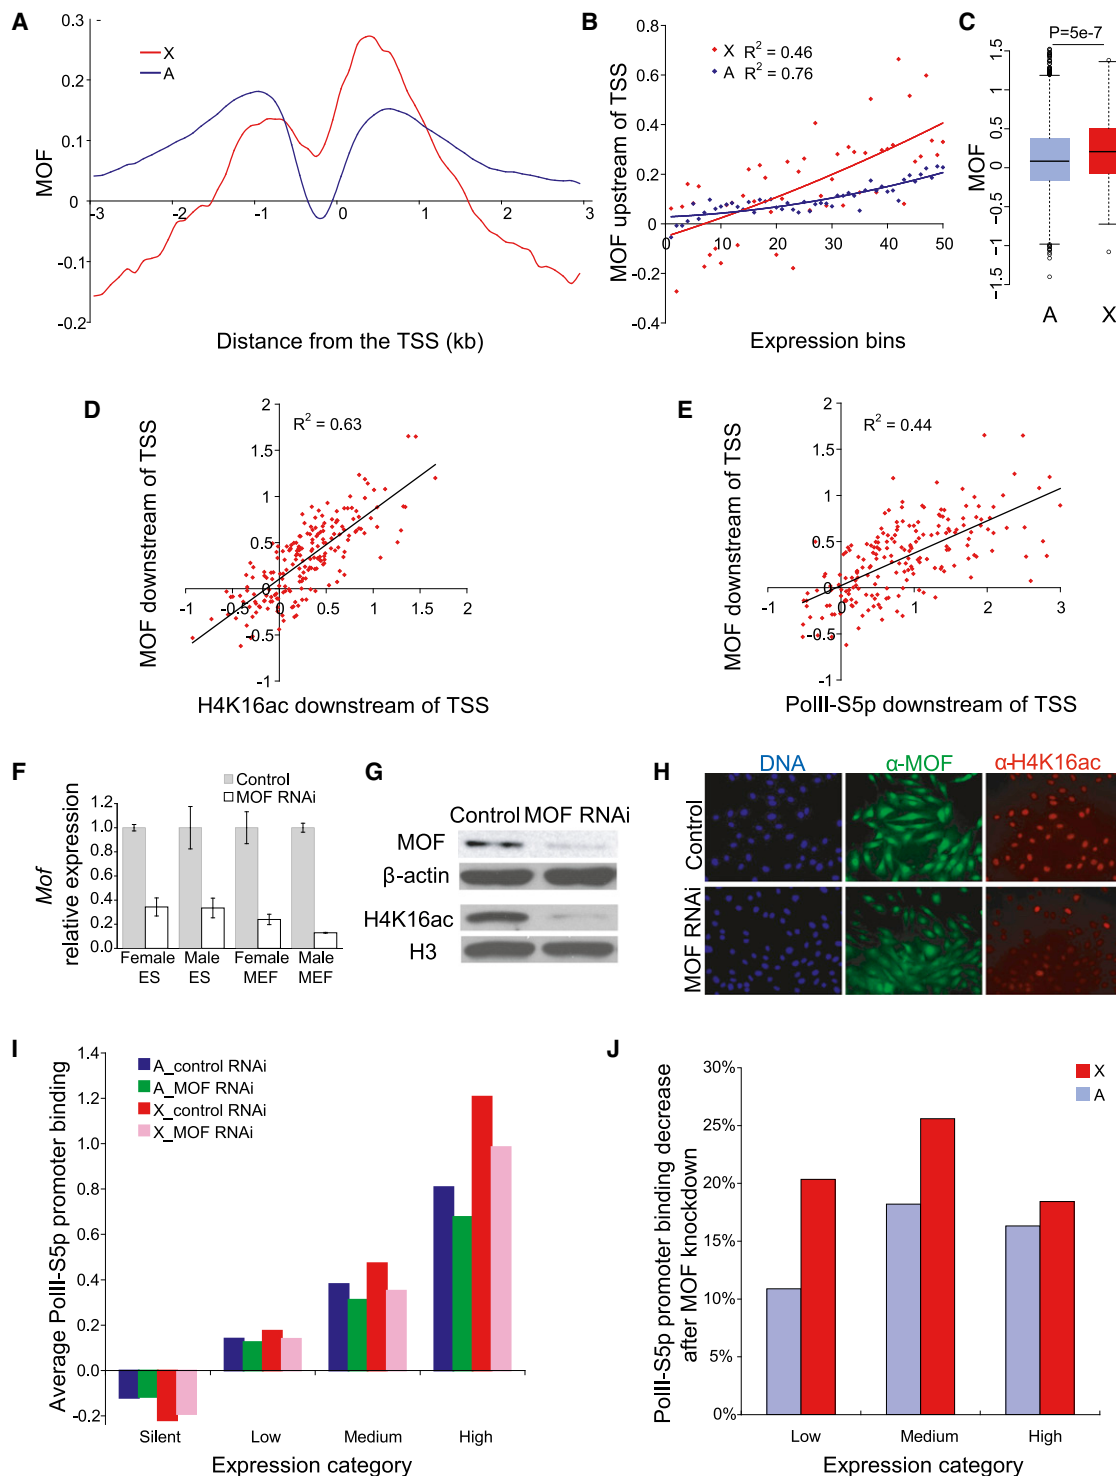 A
0.3
0.2
0.1
0
-0.1
-0.2
-3
-2
-1
0
1
2
3
X
A
MOF
Distance from the TSS (kb)
B
0.8
0.6
0.4
0.2
0
0.2
0.4
10
20
30
40
50
X R² = 0.46
A R² = 0.76
MOF upstream of TSS
Expression bins
C
P=5e-7
1.5
1
0.5
0
-0.5
-1
-1.5
MOF
A
X
D
2
1.5
1
0.5
0
-0.5
-1
-1
-0.5
0
0.5
1
1.5
2
R² = 0.63
MOF downstream of TSS
H4K16ac downstream of TSS
E
2
1.5
1
0.5
0
-0.5
-1
-1
0
1
2
3
R² = 0.44
MOF downstream of TSS
PolII-S5p downstream of TSS
F
Control
MOF RNAi
1.2
1.0
0.8
0.6
0.4
0.2
0.0
Mof
relative expression
Female ES
Male ES
Female MEF
Male MEF
G
Control MOF RNAi
MOF
β-actin
H4K16ac
H3
H
DNA
α-MOF
α-H4K16ac
Control
MOF RNAi
I
1.4
1.2
1.0
0.8
0.6
0.4
0.2
0.0
-0.2
A_control RNAi
A_MOF RNAi
X_control RNAi
X_MOF RNAi
Average PolII-S5p promoter binding
Silent
Low
Medium
High
Expression category
J
30%
25%
20%
15%
10%
5%
0%
X
A
PolII-S5p promoter binding decrease
after MOF knockdown
Low
Medium
High
Expression category